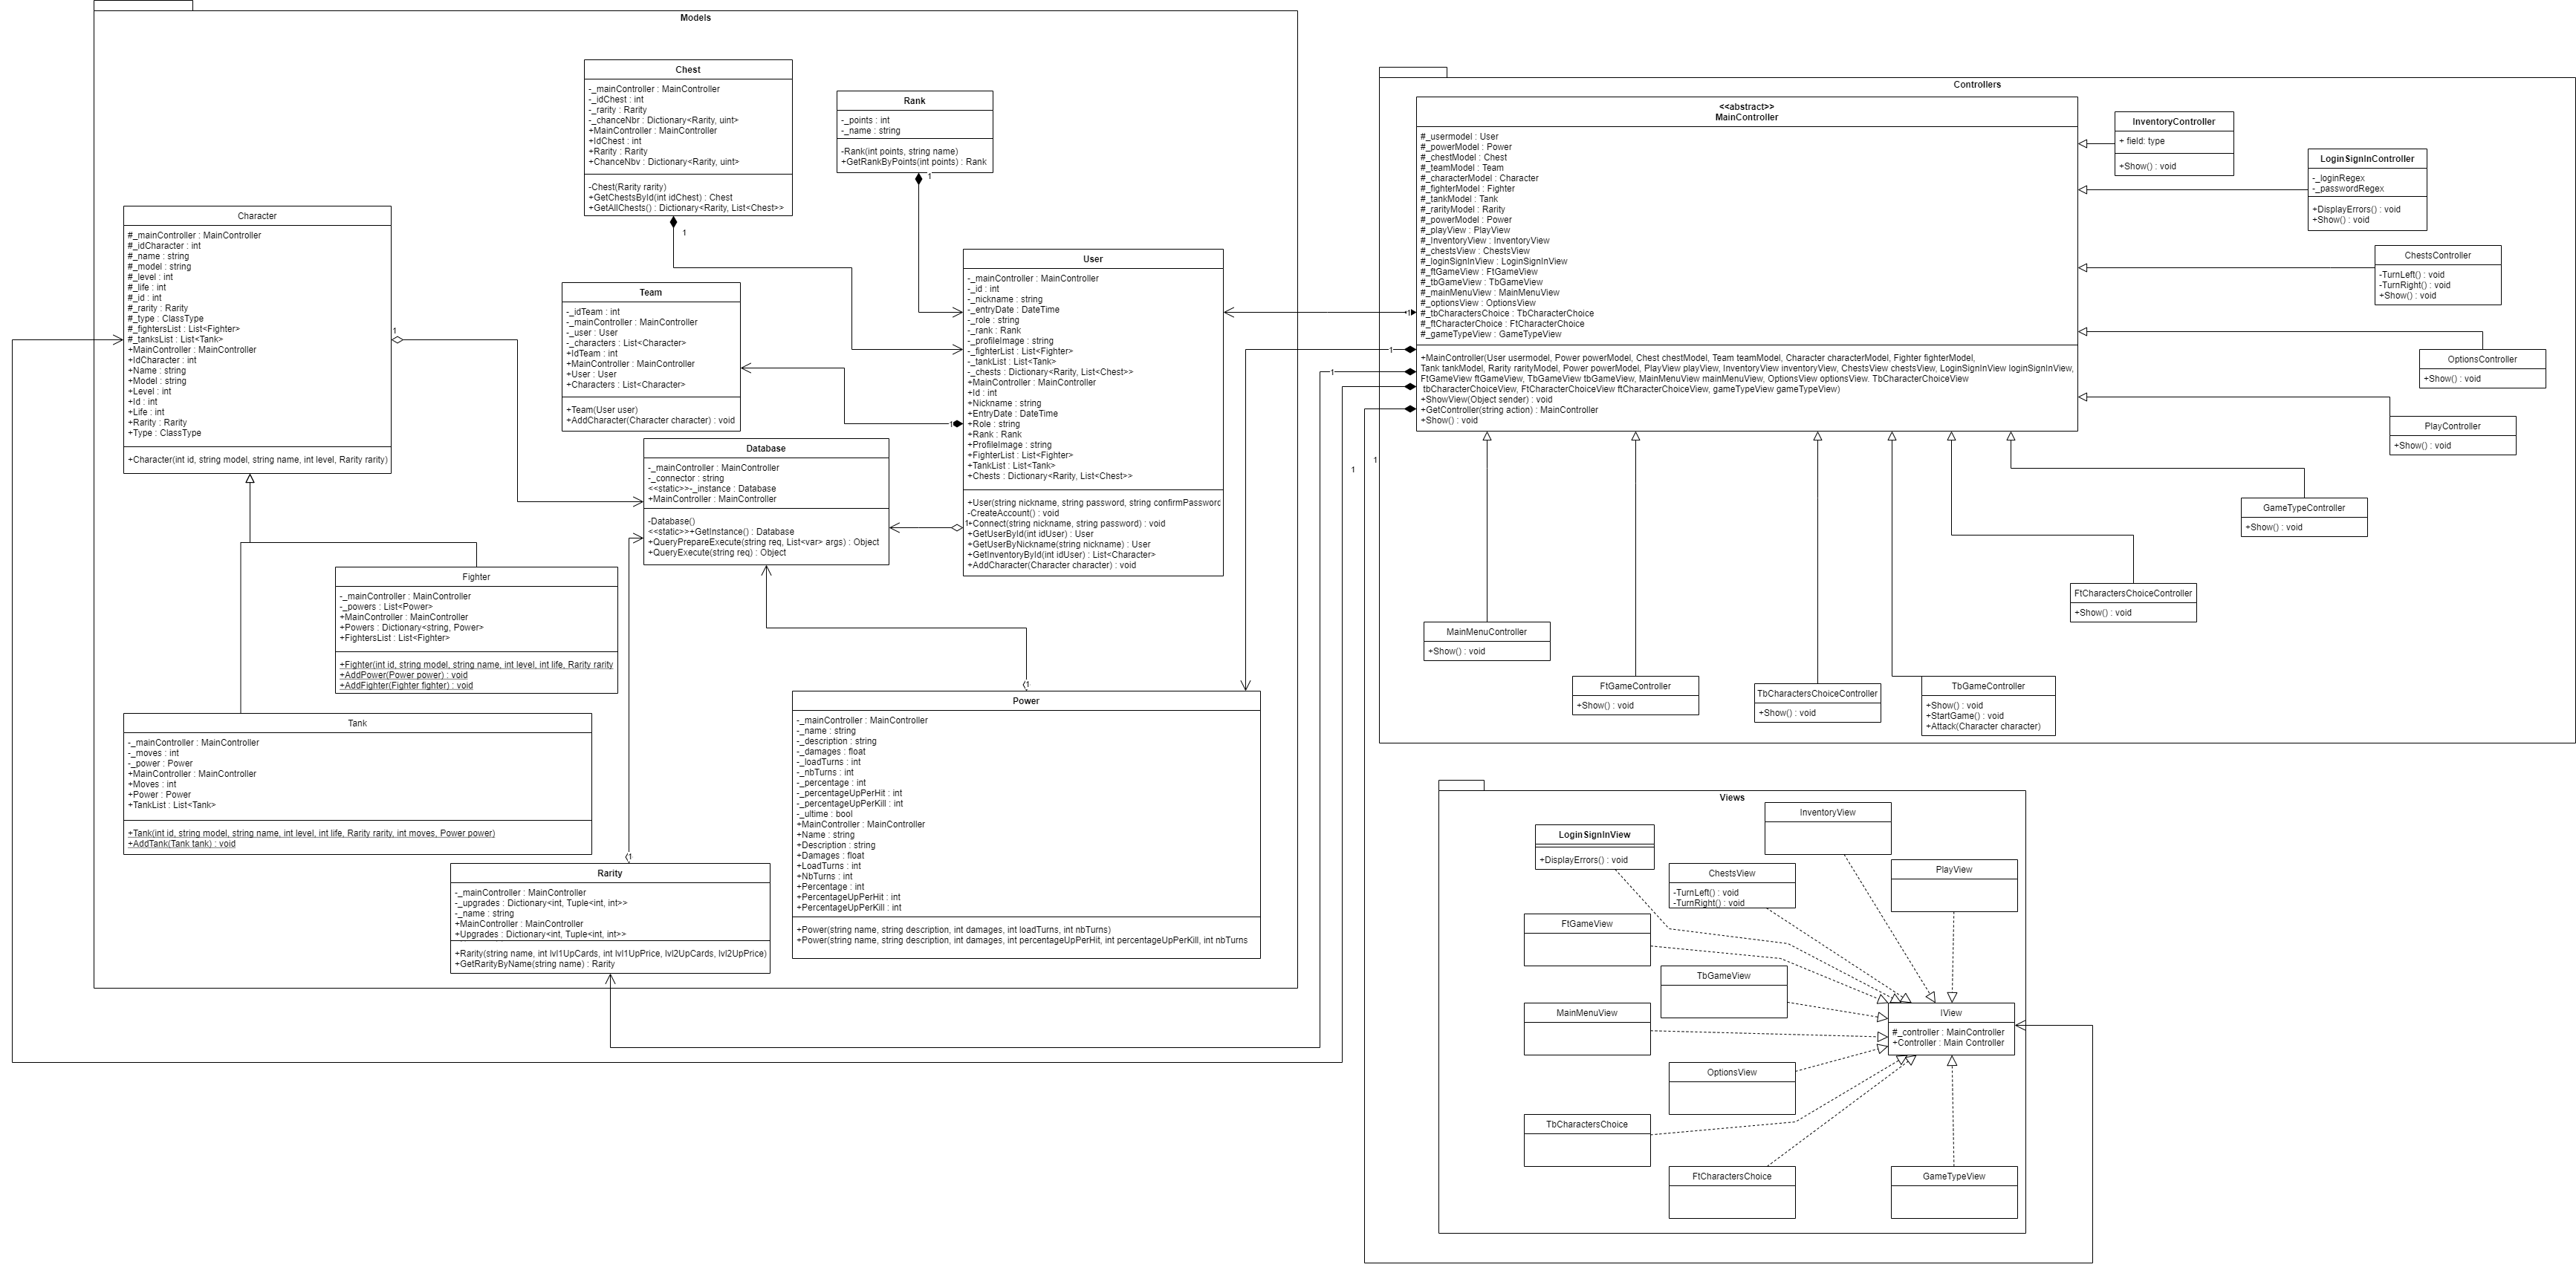 Models
Chest
-_mainController : MainController
-_idChest : int
-_rarity : Rarity
-_chanceNbr : Dictionary<Rarity, uint>
+MainController : MainController
+IdChest : int
+Rarity : Rarity
+ChanceNbv : Dictionary<Rarity, uint>
-Chest(Rarity rarity)
+GetChestsById(int idChest) : Chest
+GetAllChests() : Dictionary<Rarity, List<Chest>>
1
Rank
-_points : int
-_name : string
-Rank(int points, string name)
+GetRankByPoints(int points) : Rank
1
Character
#_mainController : MainController
#_idCharacter : int
#_name : string
#_model : string
#_level : int
#_life : int
#_id : int
#_rarity : Rarity
#_type : ClassType
#_fightersList : List<Fighter>
#_tanksList : List<Tank>
+MainController : MainController
+IdCharacter : int
+Name : string
+Model : string
+Level : int
+Id : int
+Life : int
+Rarity : Rarity
+Type : ClassType
+Character(int id, string model, string name, int level, Rarity rarity)
1
Team
-_idTeam : int
-_mainController : MainController
-_user : User
-_characters : List<Character>
+IdTeam : int
+MainController : MainController
+User : User
+Characters : List<Character>
+Team(User user)
+AddCharacter(Character character) : void
User
-_mainController : MainController
-_id : int
-_nickname : string
-_entryDate : DateTime
-_role : string
-_rank : Rank
-_profileImage : string
-_fighterList : List<Fighter>
-_tankList : List<Tank>
-_chests : Dictionary<Rarity, List<Chest>>
+MainController : MainController
+Id : int
+Nickname : string
+EntryDate : DateTime
+Role : string
+Rank : Rank
+ProfileImage : string
+FighterList : List<Fighter>
+TankList : List<Tank>
+Chests : Dictionary<Rarity, List<Chest>>
+User(string nickname, string password, string confirmPassword
-CreateAccount() : void
+Connect(string nickname, string password) : void
+GetUserById(int idUser) : User
+GetUserByNickname(string nickname) : User
+GetInventoryById(int idUser) : List<Character>
+AddCharacter(Character character) : void
1
1
Database
-_mainController : MainController
-_connector : string
<<static>>-_instance : Database
+MainController : MainController
-Database()
<<static>>+GetInstance() : Database
+QueryPrepareExecute(string req, List<var> args) : Object
+QueryExecute(string req) : Object
Fighter
-_mainController : MainController
-_powers : List<Power>
+MainController : MainController
+Powers : Dictionary<string, Power>
+FightersList : List<Fighter>
+Fighter(int id, string model, string name, int level, int life, Rarity rarity
+AddPower(Power power) : void
+AddFighter(Fighter fighter) : void
Tank
-_mainController : MainController
-_moves : int
-_power : Power
+MainController : MainController
+Moves : int
+Power : Power
+TankList : List<Tank>
+Tank(int id, string model, string name, int level, int life, Rarity rarity, int moves, Power power)
+AddTank(Tank tank) : void
1
Power
-_mainController : MainController
-_name : string
-_description : string
-_damages : float
-_loadTurns : int
-_nbTurns : int
-_percentage : int
-_percentageUpPerHit : int
-_percentageUpPerKill : int
-_ultime : bool
+MainController : MainController
+Name : string
+Description : string
+Damages : float
+LoadTurns : int
+NbTurns : int
+Percentage : int
+PercentageUpPerHit : int
+PercentageUpPerKill : int
+Power(string name, string description, int damages, int loadTurns, int nbTurns)
+Power(string name, string description, int damages, int percentageUpPerHit, int percentageUpPerKill, int nbTurns
1
Rarity
-_mainController : MainController
-_upgrades : Dictionary<int, Tuple<int, int>>
-_name : string
+MainController : MainController
+Upgrades : Dictionary<int, Tuple<int, int>>
+Rarity(string name, int lvl1UpCards, int lvl1UpPrice, lvl2UpCards, lvl2UpPrice)
+GetRarityByName(string name) : Rarity
Controllers
<<abstract>>
MainController
#_usermodel : User
#_powerModel : Power
#_chestModel : Chest
#_teamModel : Team
#_characterModel : Character
#_fighterModel : Fighter
#_tankModel : Tank
#_rarityModel : Rarity
#_powerModel : Power
#_playView : PlayView
#_InventoryView : InventoryView
#_chestsView : ChestsView
#_loginSignInView : LoginSignInView
#_ftGameView : FtGameView
#_tbGameView : TbGameView
#_mainMenuView : MainMenuView
#_optionsView : OptionsView
#_tbCharactersChoice : TbCharacterChoice
#_ftCharacterChoice : FtCharacterChoice
#_gameTypeView : GameTypeView
+MainController(User usermodel, Power powerModel, Chest chestModel, Team teamModel, Character characterModel, Fighter fighterModel,
Tank tankModel, Rarity rarityModel, Power powerModel, PlayView playView, InventoryView inventoryView, ChestsView chestsView, LoginSignInView loginSignInView,
FtGameView ftGameView, TbGameView tbGameView, MainMenuView mainMenuView, OptionsView optionsView. TbCharacterChoiceView
tbCharacterChoiceView, FtCharacterChoiceView ftCharacterChoiceView, gameTypeView gameTypeView)
+ShowView(Object sender) : void
+GetController(string action) : MainController
+Show() : void
1
1
1
1
1
InventoryController
+ field: type
+Show() : void
LoginSignInController
-_loginRegex
-_passwordRegex
+DisplayErrors() : void
+Show() : void
ChestsController
-TurnLeft() : void
-TurnRight() : void
+Show() : void
OptionsController
+Show() : void
PlayController
+Show() : void
GameTypeController
+Show() : void
FtCharactersChoiceController
+Show() : void
MainMenuController
+Show() : void
FtGameController
+Show() : void
TbCharactersChoiceController
+Show() : void
TbGameController
+Show() : void
+StartGame() : void
+Attack(Character character)
Views
InventoryView
LoginSignInView
+DisplayErrors() : void
ChestsView
-TurnLeft() : void
-TurnRight() : void
PlayView
FtGameView
TbGameView
MainMenuView
IView
#_controller : MainController
+Controller : Main Controller
OptionsView
TbCharactersChoice
FtCharactersChoice
GameTypeView